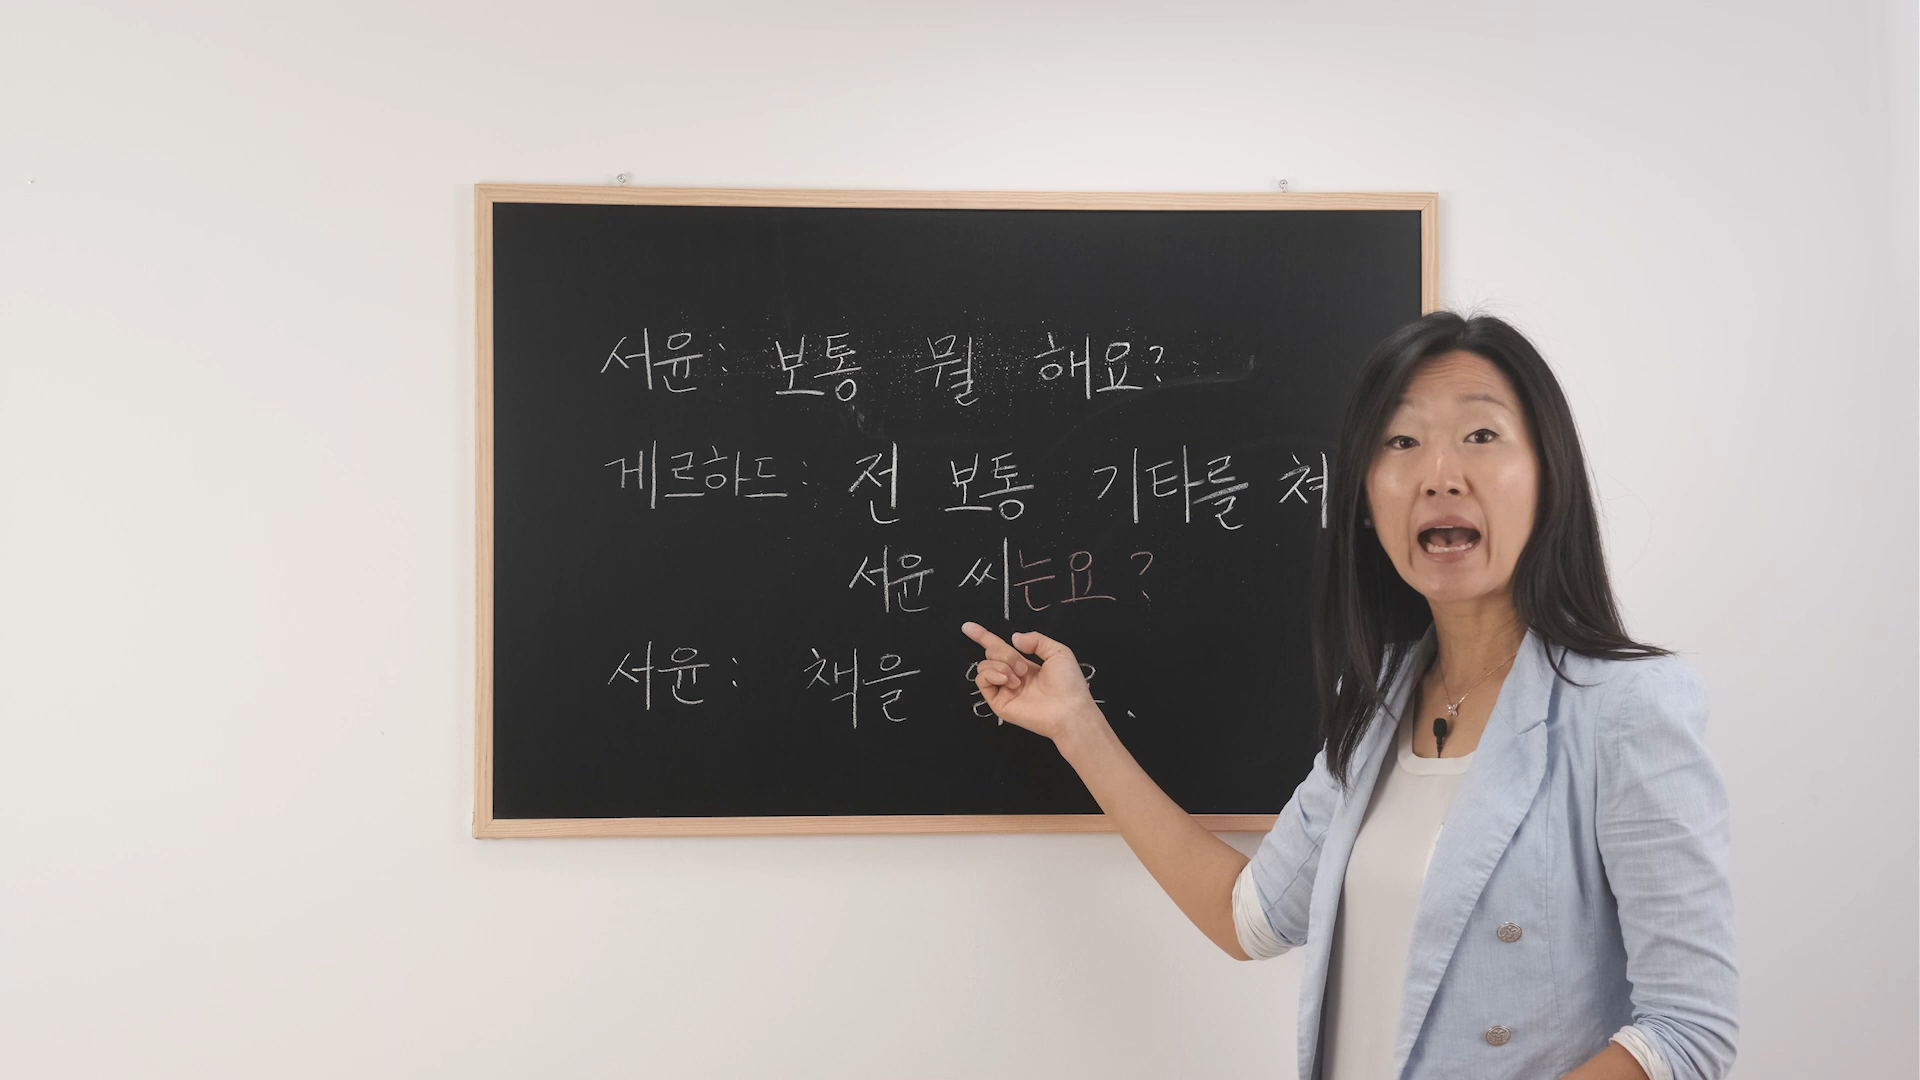 서윤: 보통 뭘 해요?
게르하드: 전 보통 기타를 쳐
서윤 씨는요?
서윤: 책을